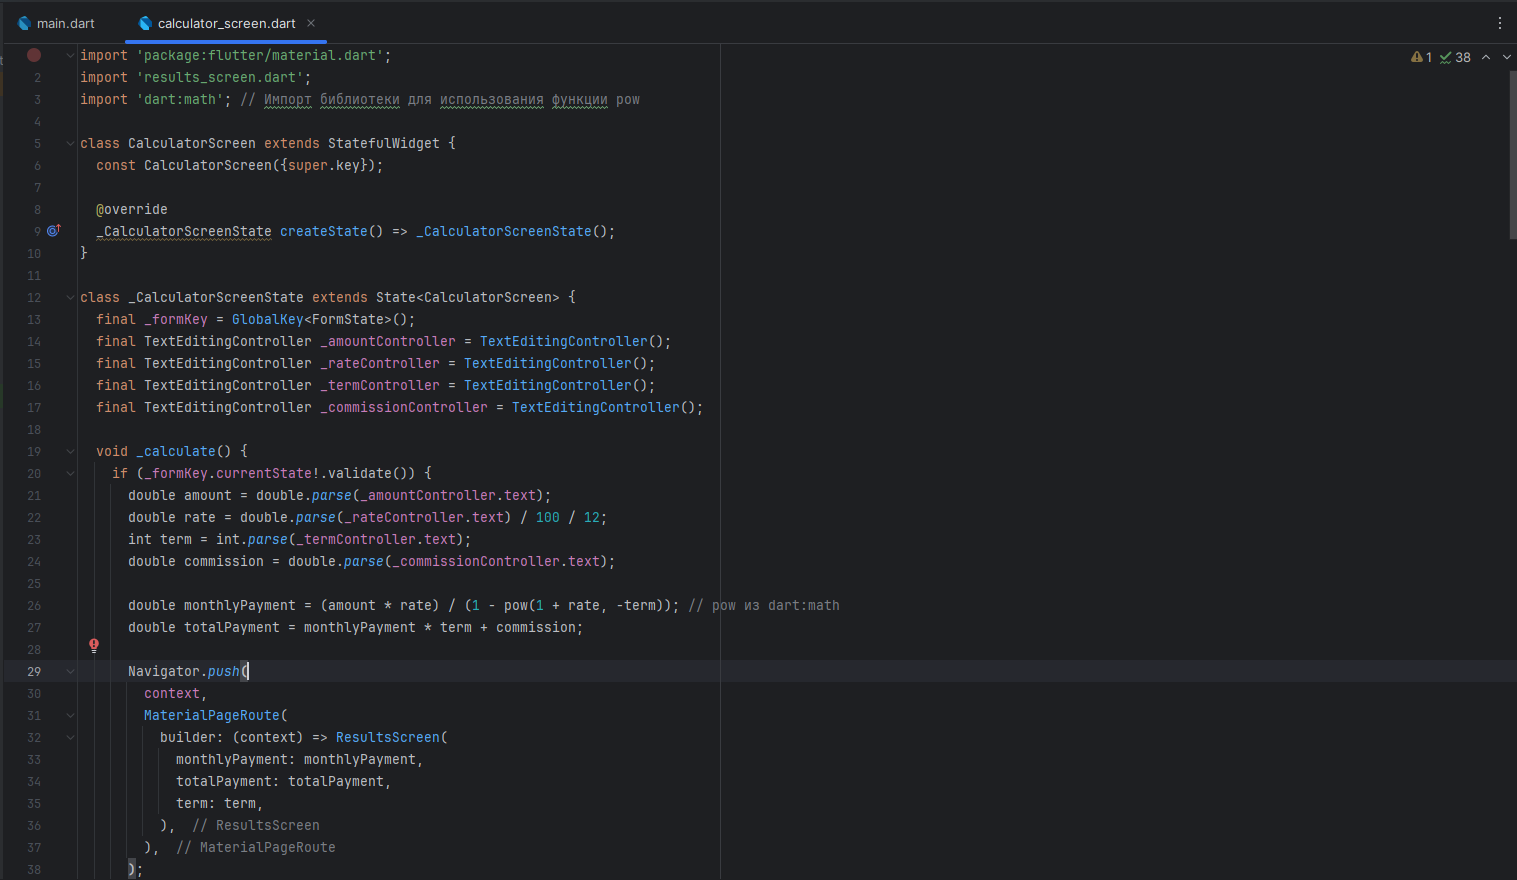 main.dart
calculator_screen.dart
1 38
import 'package:flutter/material.dart';
2 import 'results_screen.dart';
3 import 'dart:math'; // Импорт библиотеки для использования функции pow
4
5 class CalculatorScreen extends StatefulWidget {
6 const CalculatorScreen({super.key});
7
8 @override
9 _CalculatorScreenState createState() => _CalculatorScreenState();
10 }
11
12 class _CalculatorScreenState extends State<CalculatorScreen> {
13 final _formKey = GlobalKey<FormState>();
14 final TextEditingController _amountController = TextEditingController();
15 final TextEditingController _rateController = TextEditingController();
16 final TextEditingController _termController = TextEditingController();
17 final TextEditingController _commissionController = TextEditingController();
18
19 void _calculate() {
20 if (_formKey.currentState!.validate()) {
21 double amount = double.parse(_amountController.text);
22 double rate = double.parse(_rateController.text) / 100 / 12;
23 int term = int.parse(_termController.text);
24 double commission = double.parse(_commissionController.text);
25
26 double monthlyPayment = (amount * rate) / (1 - pow(1 + rate, -term)); // pow из dart:math
27 double totalPayment = monthlyPayment * term + commission;
28
29 Navigator.push(
30 context,
31 MaterialPageRoute(
32 builder: (context) => ResultsScreen(
33 monthlyPayment: monthlyPayment,
34 totalPayment: totalPayment,
35 term: term,
36 ), // ResultsScreen
37 ), // MaterialPageRoute
38 );